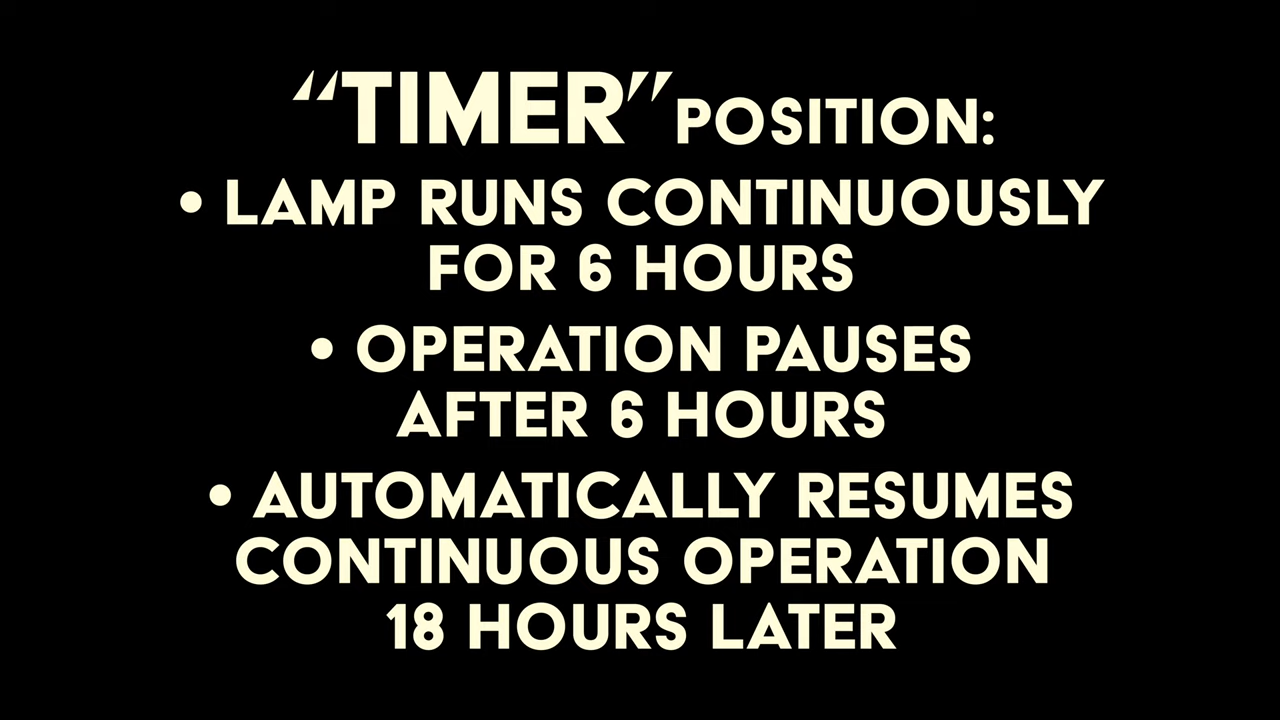 “TIMER” POSITION:
• LAMP RUNS CONTINUOUSLY
FOR 6 HOURS
• OPERATION PAUSES
AFTER 6 HOURS
• AUTOMATICALLY RESUMES
CONTINUOUS OPERATION
18 HOURS LATER